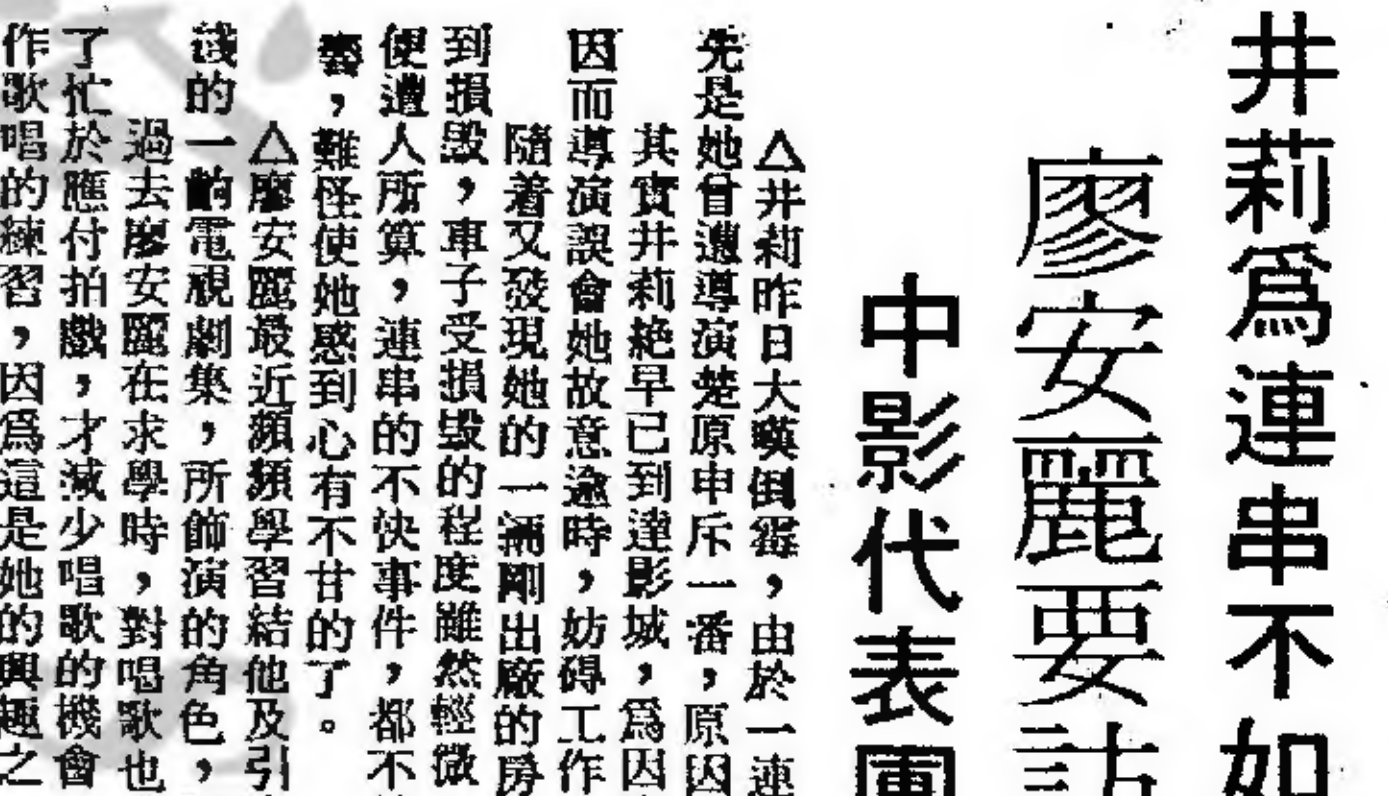 井莉爲連串不如
廖安麗要訪
中影代表團
△井莉昨日大嘆倒霉，由於一連
先是她曾遭導演楚原申斥一番，原因
其實井莉絶早已到達影城，爲因
因而導演誤會她故意逾時，妨碍工作
隨着又發現她的一輛剛出廠的房
到損毀，車子受損毀的程度雖然輕微
便遭人所算，連串的不快事件，都不
響，難怪使她感到心有不甘的了。
△廖安麗最近頻頻學習結他及引
的一齣電視劇集，所飾演的角色，
過去廖安麗在求學時，對唱歌也
了忙於應付拍戲，才減少唱歌的機會
作歌唱的練習，因爲這是她的興趣之